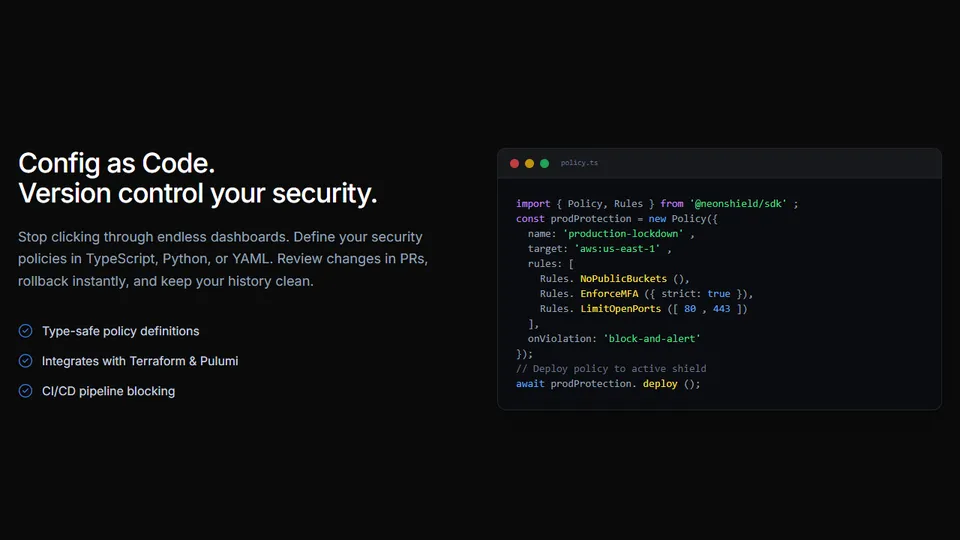 Config as Code.
Version control your security.
Stop clicking through endless dashboards. Define your security
policies in TypeScript, Python, or YAML. Review changes in PRs,
rollback instantly, and keep your history clean.
Type-safe policy definitions
Integrates with Terraform & Pulumi
CI/CD pipeline blocking
policy.ts
import { Policy, Rules } from '@neonshield/sdk' ;
const prodProtection = new Policy({
  name: 'production-lockdown' ,
  target: 'aws:us-east-1' ,
  rules: [
    Rules. NoPublicBuckets (),
    Rules. EnforceMFA ({ strict: true }),
    Rules. LimitOpenPorts ([ 80 , 443 ])
  ],
  onViolation: 'block-and-alert'
});
// Deploy policy to active shield
await prodProtection. deploy ();